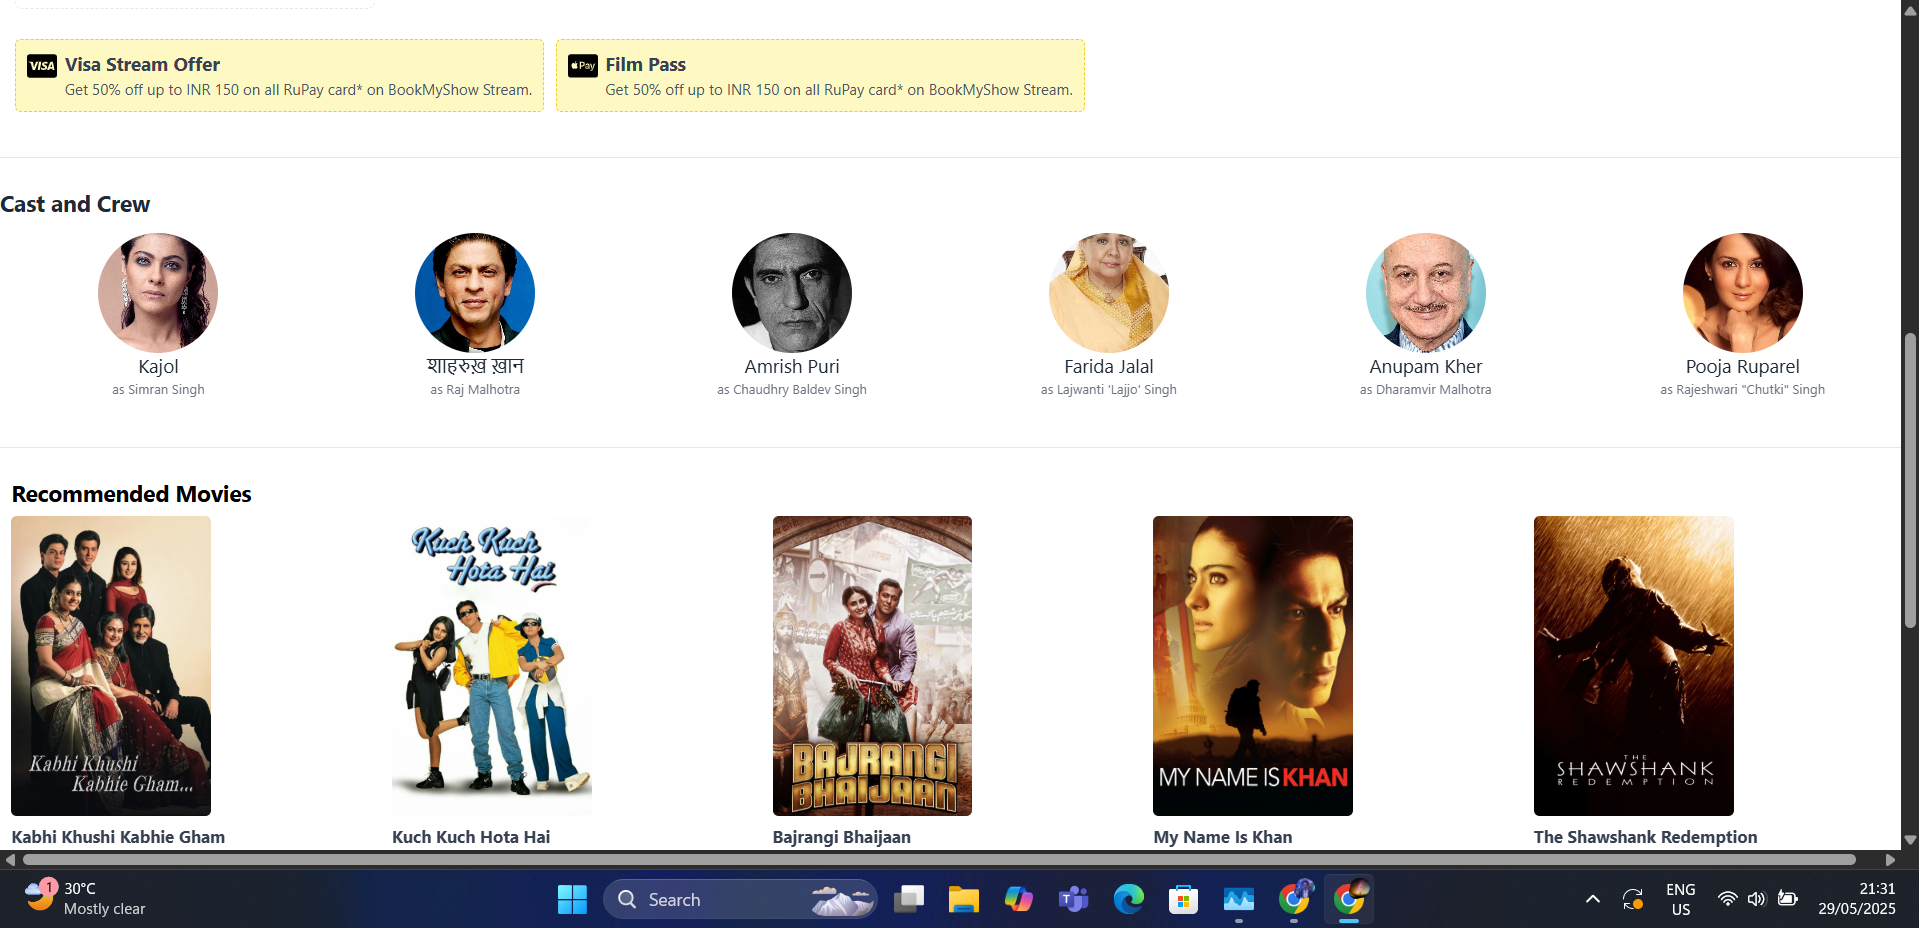 VISA Visa Stream Offer
Get 50% off up to INR 150 on all RuPay card* on BookMyShow Stream.
Pay Film Pass
Get 50% off up to INR 150 on all RuPay card* on BookMyShow Stream.
Cast and Crew
Kajol
as Simran Singh
शाहरुख़ ख़ान
as Raj Malhotra
Amrish Puri
as Chaudhry Baldev Singh
Farida Jalal
as Lajwanti 'Lajjo' Singh
Anupam Kher
as Dharamvir Malhotra
Pooja Ruparel
as Rajeshwari "Chutki" Singh
Recommended Movies
Kabhi Khushi
Kabhie Gham...
Kabhi Khushi Kabhie Gham
Kuch Kuch
Hota Hai
Kuch Kuch Hota Hai
BAJRANGI
BHAIJAAN
Bajrangi Bhaijaan
MY NAME IS KHAN
My Name Is Khan
THE
SHAWSHANK
REDEMPTION
The Shawshank Redemption
1
30°C
Mostly clear
Search
ENG
US
21:31
29/05/2025